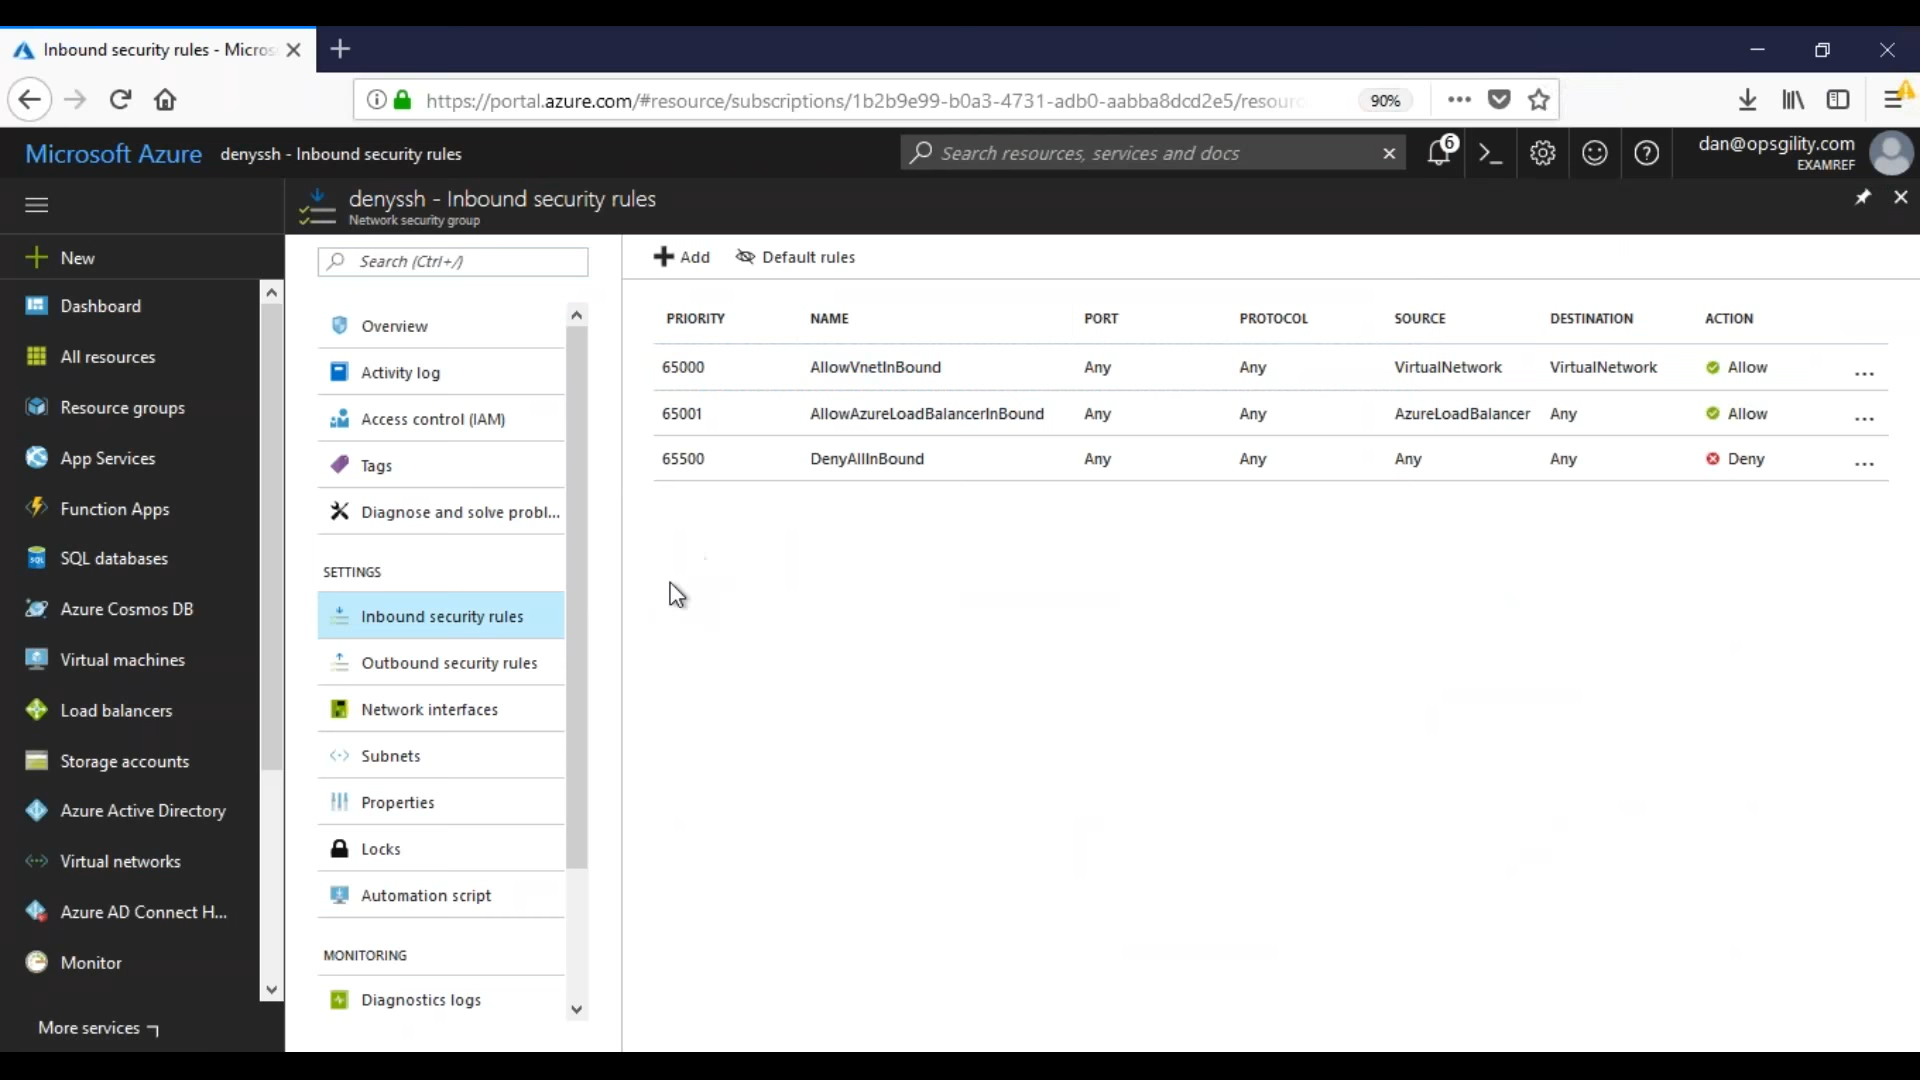 Inbound security rules - Micros
https://portal.azure.com/#resource/subscriptions/1b2b9e99-b0a3-4731-adb0-aabba8dcd2e5/resour
90%
Microsoft Azure denyssh - Inbound security rules
Search resources, services and docs
6
dan@opsgility.com
EXAMREF
denyssh - Inbound security rules
Network security group
New
Dashboard
All resources
Resource groups
App Services
Function Apps
SQL databases
Azure Cosmos DB
Virtual machines
Load balancers
Storage accounts
Azure Active Directory
Virtual networks
Azure AD Connect H...
Monitor
More services
Search (Ctrl+/)
Overview
Activity log
Access control (IAM)
Tags
Diagnose and solve probl...
SETTINGS
Inbound security rules
Outbound security rules
Network interfaces
Subnets
Properties
Locks
Automation script
MONITORING
Diagnostics logs
Add Default rules
PRIORITY NAME PORT PROTOCOL SOURCE DESTINATION ACTION
65000 AllowVnetInBound Any Any VirtualNetwork VirtualNetwork Allow ...
65001 AllowAzureLoadBalancerInBound Any Any AzureLoadBalancer Any Allow ...
65500 DenyAllInBound Any Any Any Any Deny ...